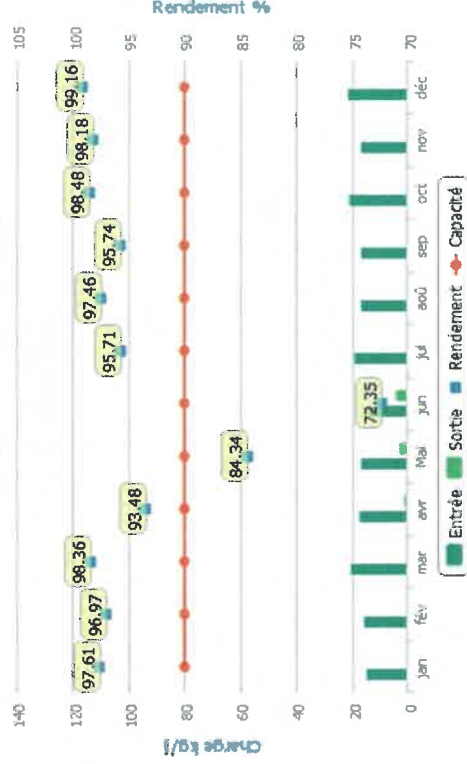 Rendement %
105
100
95
90
85
80
75
70
99.16
98.18
98.48
95.74
97.46
95.71
72.35
84.34
93.48
98.36
96.97
97.61
140
120
100
80
60
40
20
0
Charge kg/j
jan
fév
mar
avr
Mai
jun
jul
aoû
sep
oct
nov
déc
Entrée Sortie Rendement Capacité